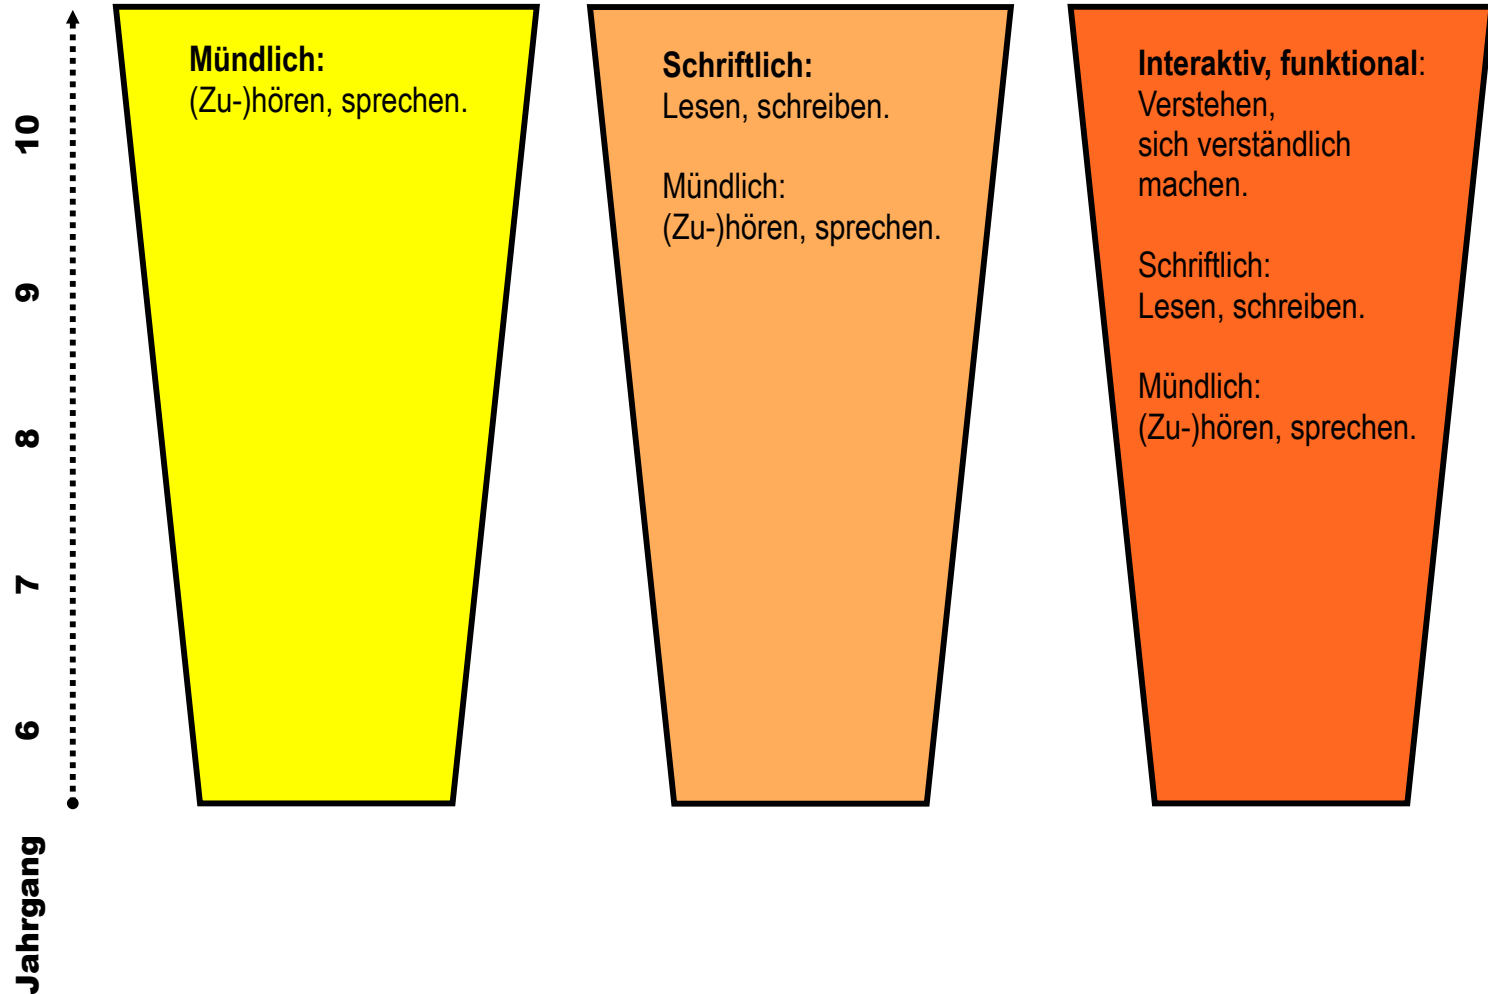 Mündlich:
(Zu-)hören, sprechen.
Schriftlich:
Lesen, schreiben.
Mündlich:
(Zu-)hören, sprechen.
Interaktiv, funktional:
Verstehen,
sich verständlich
machen.
Schriftlich:
Lesen, schreiben.
Mündlich:
(Zu-)hören, sprechen.
Jahrgang 6 7 8 9 10